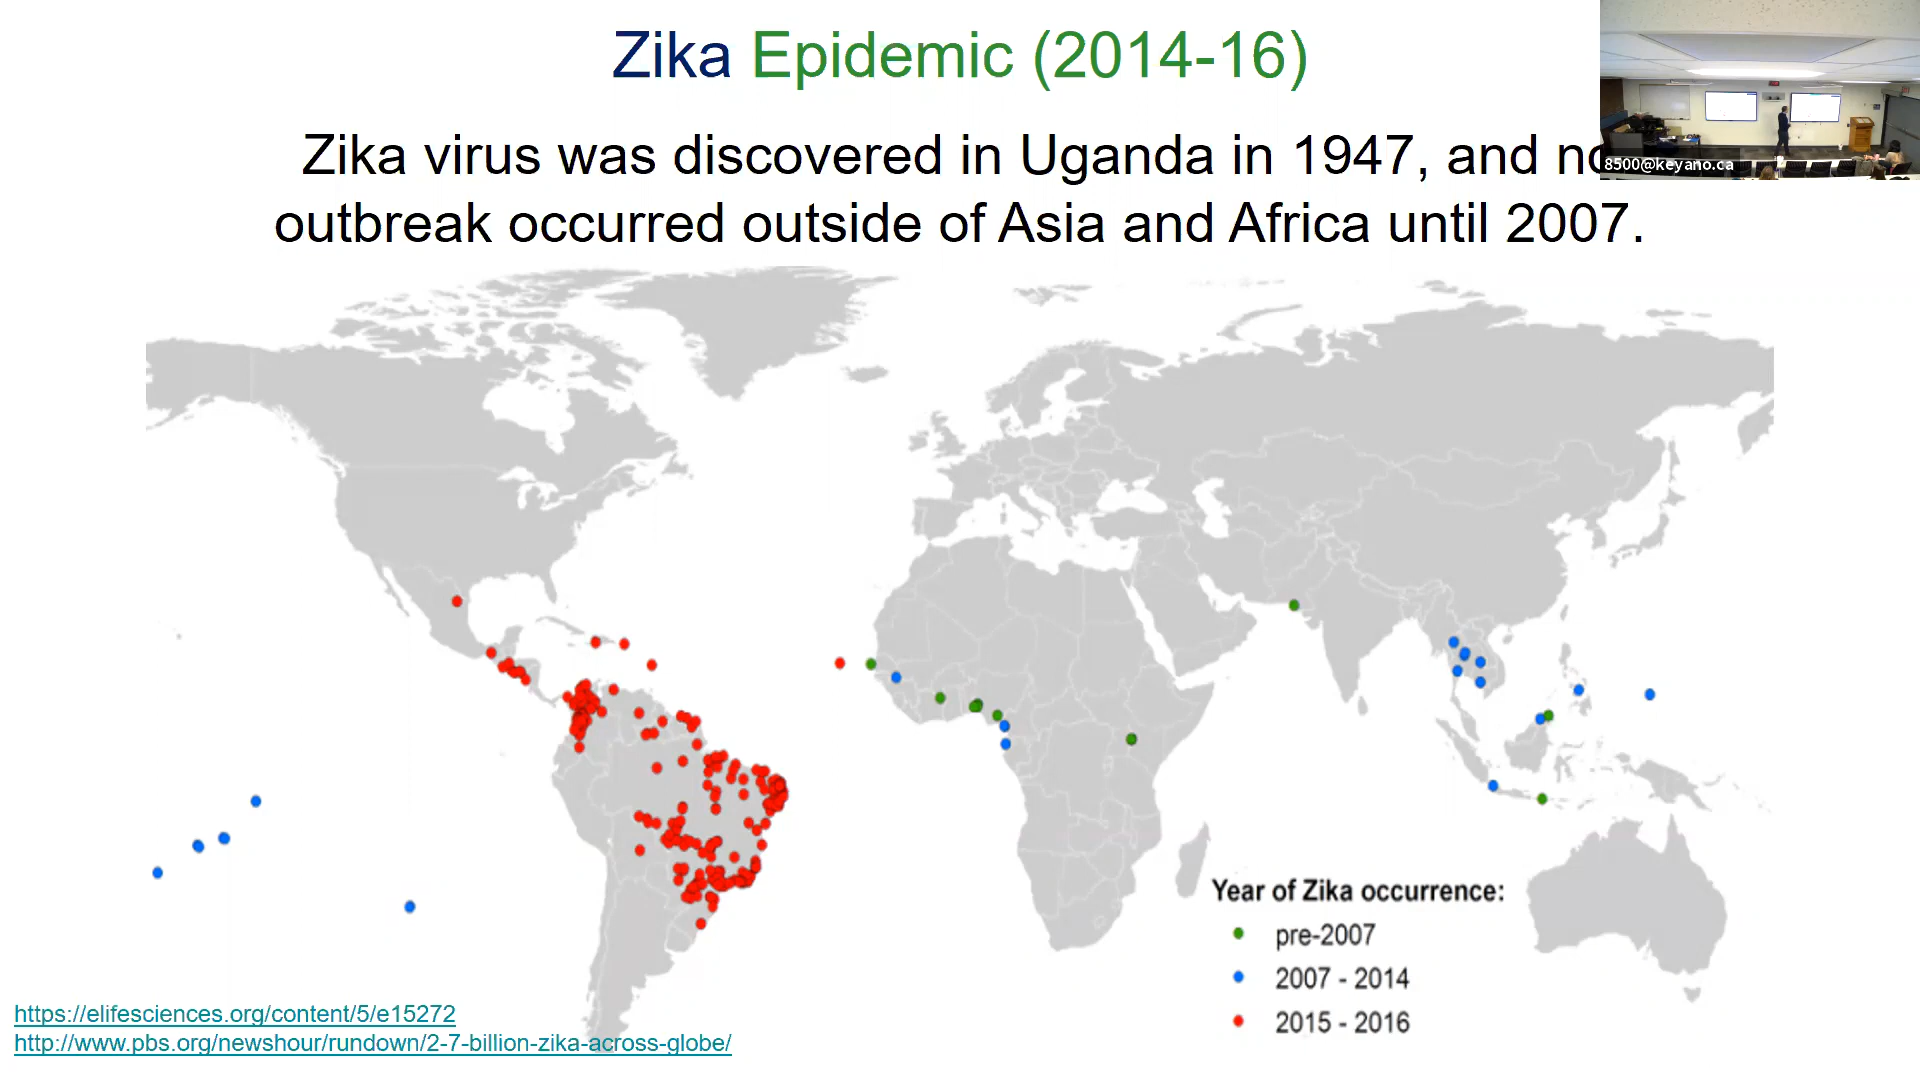 Zika Epidemic (2014-16)
Zika virus was discovered in Uganda in 1947, and no
outbreak occurred outside of Asia and Africa until 2007.
8500@keyano.ca
Year of Zika occurrence:
pre-2007
2007 - 2014
2015 - 2016
https://elifesciences.org/content/5/e15272
http://www.pbs.org/newshour/rundown/2-7-billion-zika-across-globe/